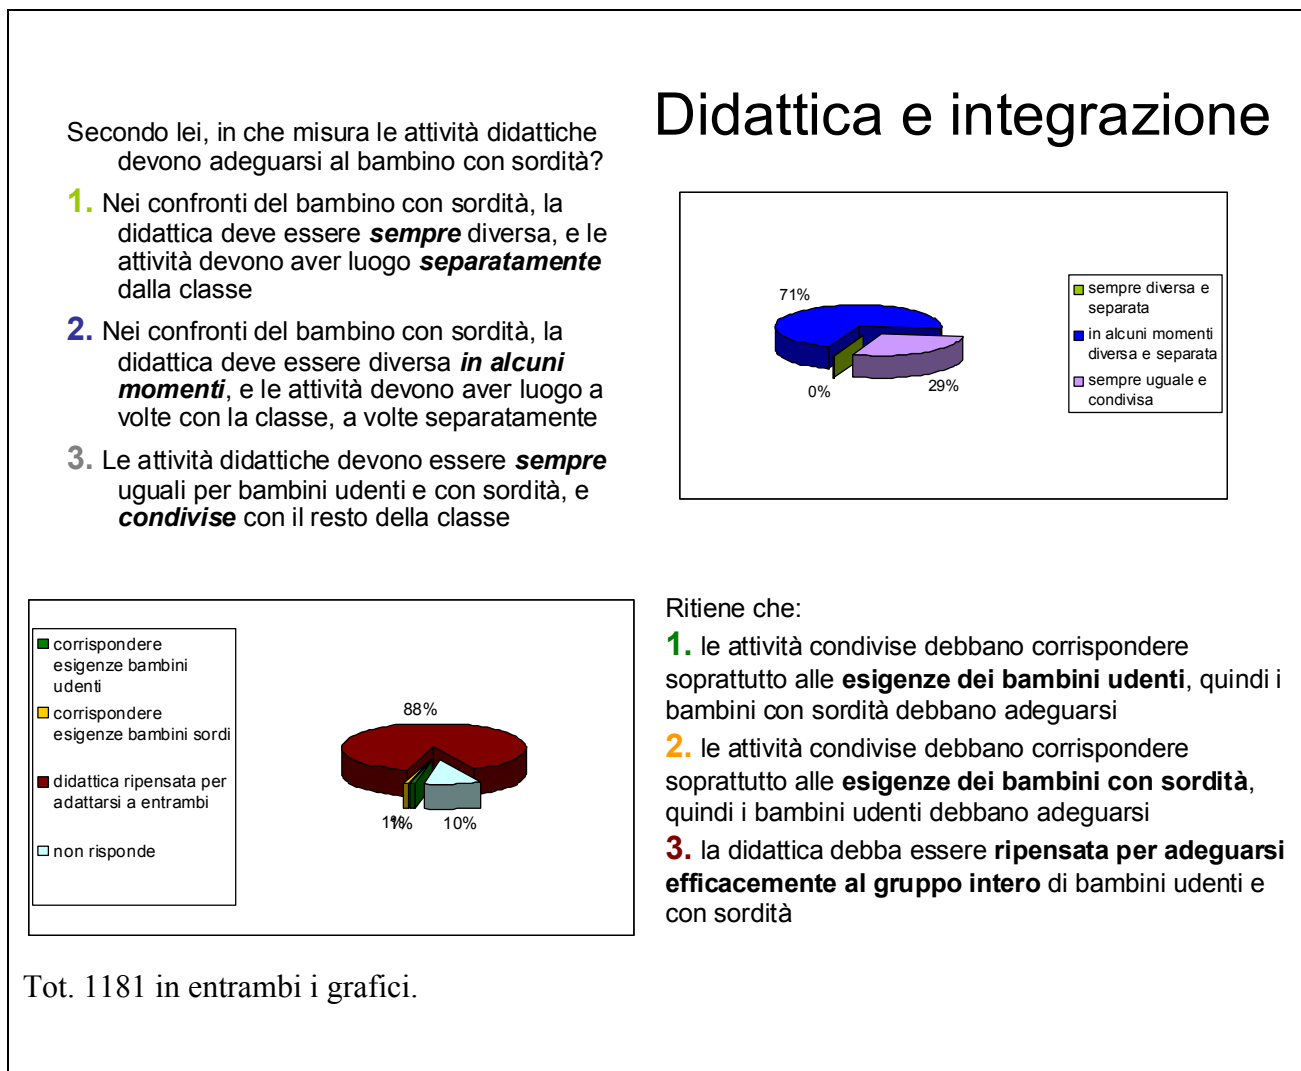 Didattica e integrazione
Secondo lei, in che misura le attività didattiche
devono adeguarsi al bambino con sordità?
1. Nei confronti del bambino con sordità, la
didattica deve essere sempre diversa, e le
attività devono aver luogo separatamente
dalla classe
2. Nei confronti del bambino con sordità, la
didattica deve essere diversa in alcuni
momenti, e le attività devono aver luogo a
volte con la classe, a volte separatamente
3. Le attività didattiche devono essere sempre
uguali per bambini udenti e con sordità, e
condivise con il resto della classe
71%
0%
29%
sempre diversa e
separata
in alcuni momenti
diversa e separata
sempre uguale e
condivisa
corrispondere
esigenze bambini
udenti
corrispondere
esigenze bambini sordi
didattica ripensata per
adattarsi a entrambi
non risponde
88%
1%
1%
10%
Ritiene che:
1. le attività condivise debbano corrispondere
soprattutto alle esigenze dei bambini udenti, quindi i
bambini con sordità debbano adeguarsi
2. le attività condivise debbano corrispondere
soprattutto alle esigenze dei bambini con sordità,
quindi i bambini udenti debbano adeguarsi
3. la didattica debba essere ripensata per adeguarsi
efficacemente al gruppo intero di bambini udenti e
con sordità
Tot. 1181 in entrambi i grafici.